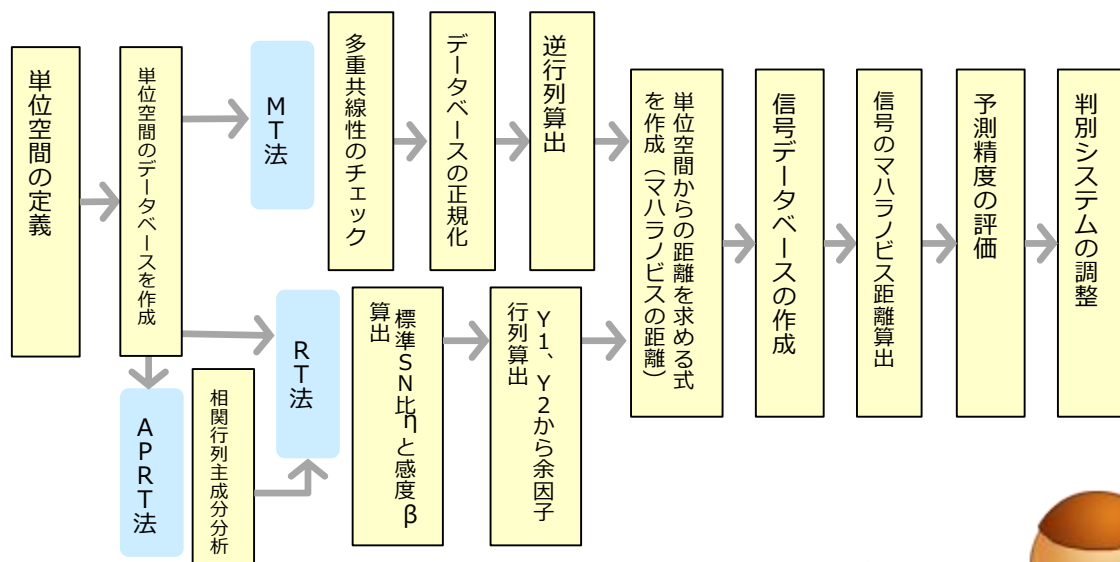 単位空間の定義
単位空間のデータベースを作成
MT法
多重共線性のチェック
データベースの正規化
逆行列算出
単位空間からの距離を求める式
を作成（マハラノビスの距離）
信号データベースの作成
信号のマハラノビス距離算出
予測精度の評価
判別システムの調整
RT法
標準SN比ηと感度β
算出
Y1、Y2から余因子
行列算出
APRT法
相関行列主成分分析